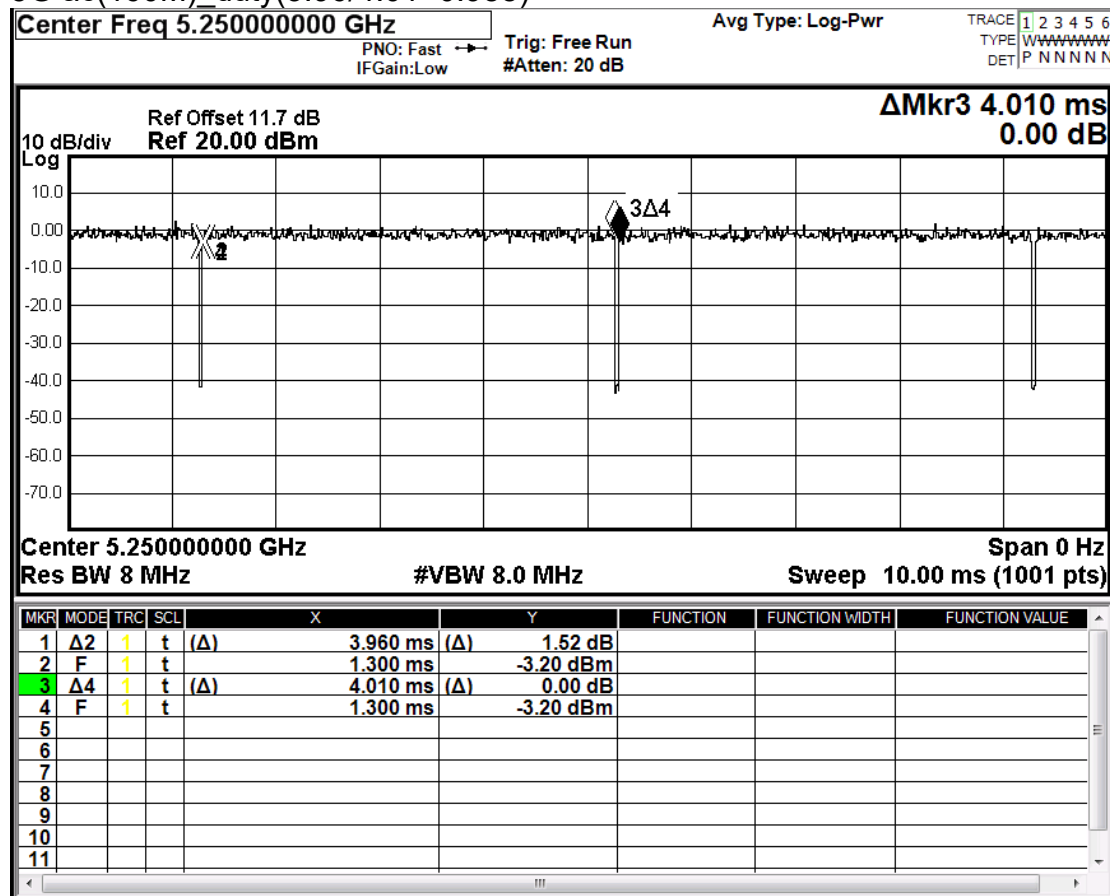 Center Freq 5.250000000 GHz
PNO: Fast
IFGain:Low
Trig: Free Run
#Atten: 20 dB
Avg Type: Log-Pwr
TRACE 1 2 3 4 5 6
TYPE WWWWWW
DET P N N N N N
ΔMkr3 4.010 ms
0.00 dB
Ref Offset 11.7 dB
10 dB/div Ref 20.00 dBm
Log
10.0
0.00
-10.0
-20.0
-30.0
-40.0
-50.0
-60.0
-70.0
3Δ4
Center 5.250000000 GHz Span 0 Hz
Res BW 8 MHz #VBW 8.0 MHz Sweep 10.00 ms (1001 pts)
MKR MODE TRC SCL X Y FUNCTION FUNCTION WIDTH FUNCTION VALUE
1 Δ2 1 t (Δ) 3.960 ms (Δ) 1.52 dB
2 F 1 t 1.300 ms -3.20 dBm
3 Δ4 1 t (Δ) 4.010 ms (Δ) 0.00 dB
4 F 1 t 1.300 ms -3.20 dBm
5
6
7
8
9
10
11